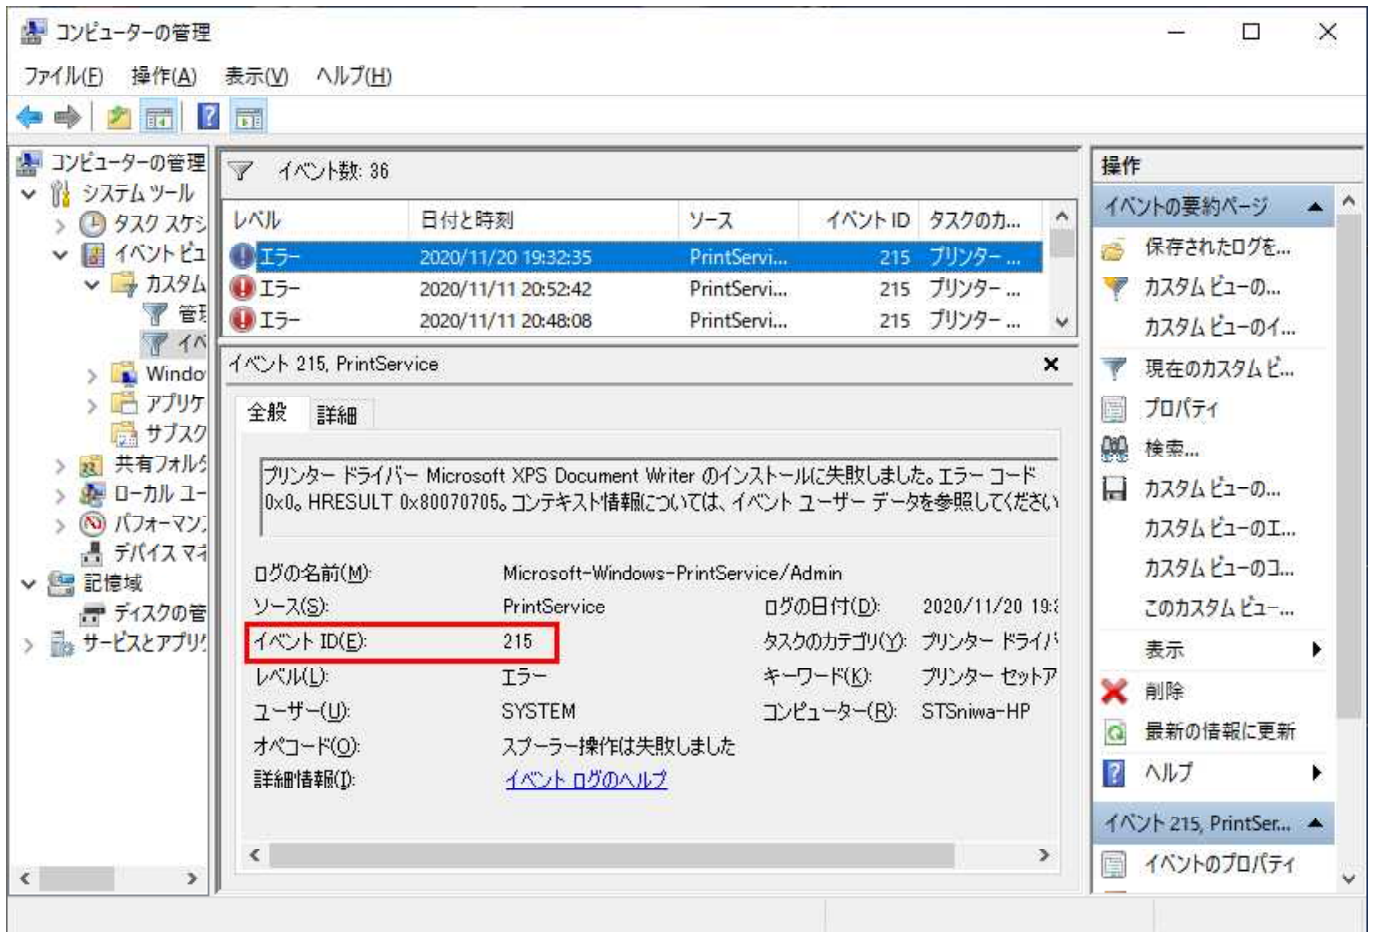 コンピューターの管理
ファイル(F) 操作(A) 表示(V) ヘルプ(H)
コンピューターの管理
システム ツール
タスク スケジ
イベント ビュ
カスタム
管理
イベ
Windo
アプリケ
サブスク
共有フォルダ
ローカル ユー
パフォーマン
デバイス マネ
記憶域
ディスクの管
サービスとアプリケ
イベント数: 36
レベル 日付と時刻 ソース イベント ID タスクのカ...
エラー 2020/11/20 19:32:35 PrintServi... 215 プリンター ...
エラー 2020/11/11 20:52:42 PrintServi... 215 プリンター ...
エラー 2020/11/11 20:48:08 PrintServi... 215 プリンター ...
イベント 215, PrintService
全般 詳細
プリンター ドライバー Microsoft XPS Document Writer のインストールに失敗しました。エラー コード
0x0。HRESULT 0x80070705。コンテキスト情報については、イベント ユーザー データを参照してください
ログの名前(M): Microsoft-Windows-PrintService/Admin
ソース(S): PrintService ログの日付(D): 2020/11/20 19:
イベント ID(E): 215 タスクのカテゴリ(Y): プリンター ドライバ
レベル(L): エラー キーワード(K): プリンター セットア
ユーザー(U): SYSTEM コンピューター(R): STSniwa-HP
オペコード(O): スプーラー操作は失敗しました
詳細情報(I): イベント ログのヘルプ
操作
イベントの要約ページ
保存されたログを...
カスタム ビューの...
カスタム ビューのイ...
現在のカスタム ビ...
プロパティ
検索...
カスタム ビューの...
カスタム ビューのエ...
カスタム ビューのコ...
このカスタム ビュー...
表示
削除
最新の情報に更新
ヘルプ
イベント 215, PrintSer...
イベントのプロパティ